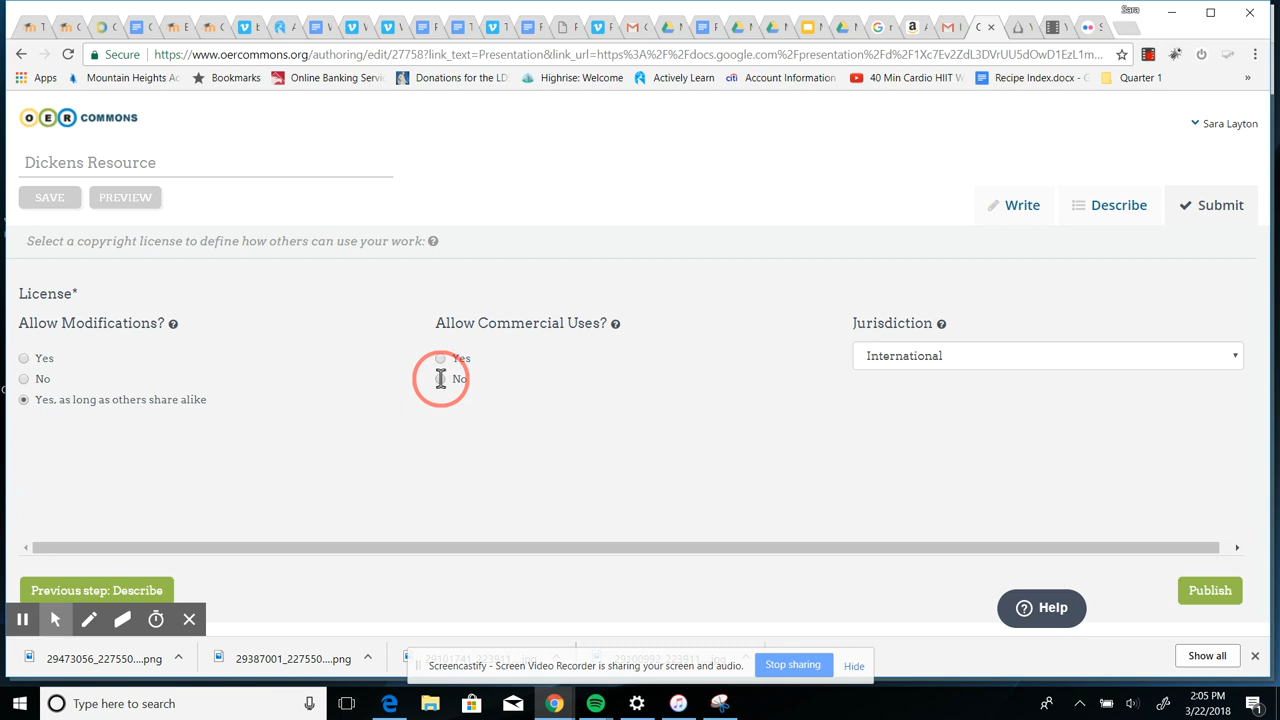 Sara
Secure https://www.oercommons.org/authoring/edit/27758?link_text=Presentation&link_url=https%3A%2F%2Fdocs.google.com%2Fpresentation%2Fd%2F1Xc7Ev2ZdL3DVrUU5dOwD1EzL1m...
Apps Mountain Heights Ac Bookmarks Online Banking Servi Donations for the LD Highrise: Welcome Actively Learn Account Information 40 Min Cardio HIIT W Recipe Index.docx - G Quarter 1
OER COMMONS
Sara Layton
Dickens Resource
SAVE PREVIEW
Write Describe Submit
Select a copyright license to define how others can use your work:
License*
Allow Modifications? Allow Commercial Uses? Jurisdiction
Yes Yes International
No No
Yes, as long as others share alike
Previous step: Describe Publish
Help
29473056_227550....png 29387001_227550....png Show all
Screencastify - Screen Video Recorder is sharing your screen and audio. Stop sharing Hide
Type here to search
2:05 PM
3/22/2018